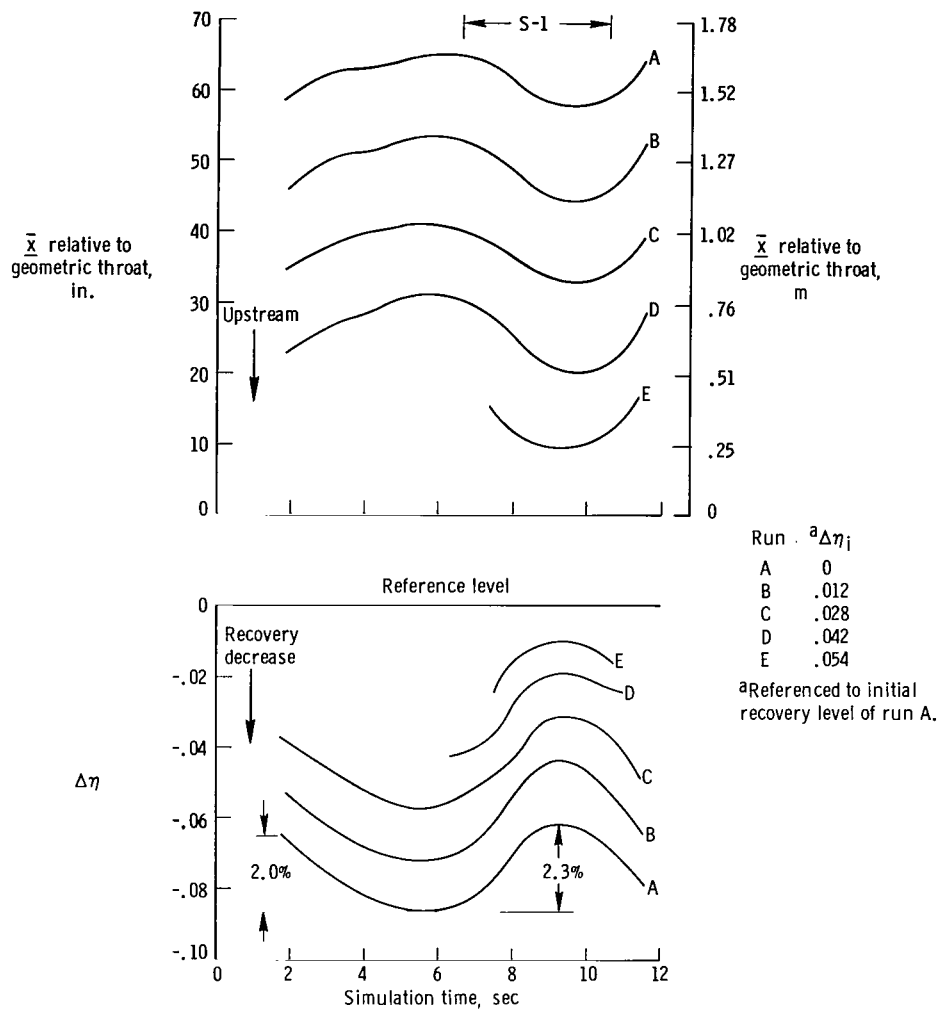 70
60
50
40
30
20
10
0
S-1
A
B
C
D
E
1.78
1.52
1.27
1.02
.76
.51
.25
0
x̲̄ relative to
geometric throat,
in.
x̲̄ relative to
geometric throat,
m
Upstream
Run ᵃΔηᵢ
A 0
B .012
C .028
D .042
E .054
ᵃReferenced to initial
recovery level of run A.
Reference level
0
-.02
-.04
-.06
-.08
-.10
Δη
Recovery
decrease
2.0%
2.3%
E
D
C
B
A
0 2 4 6 8 10 12
Simulation time, sec